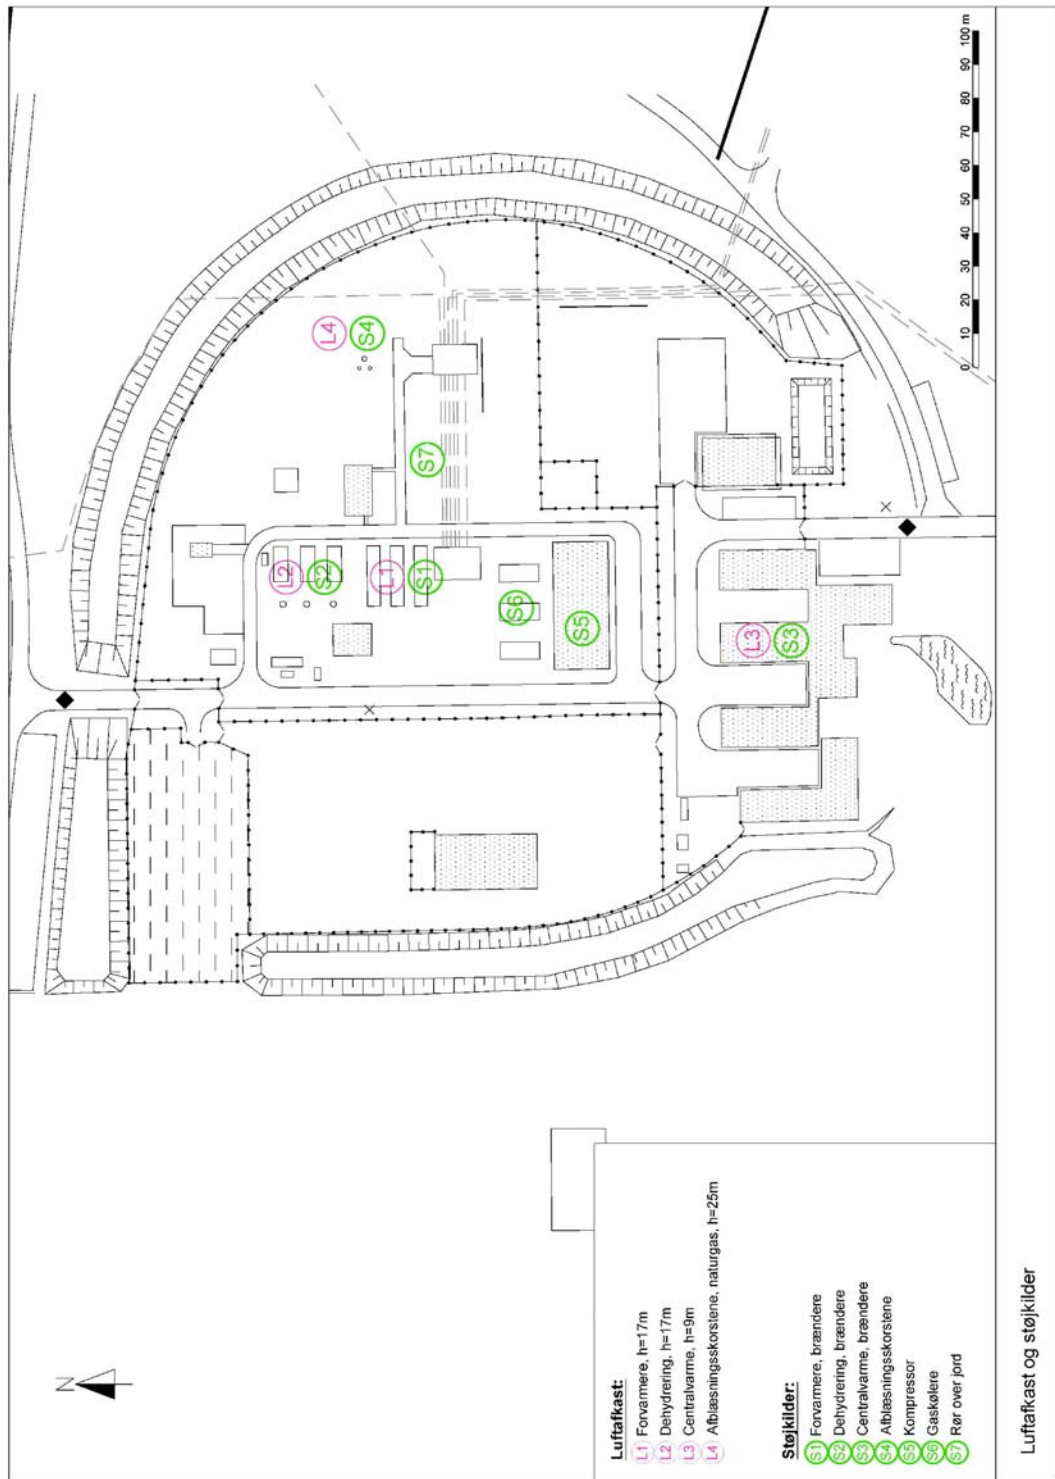 N
L4
S4
S7
L2
S2
L1
S1
S6
S5
L3
S3
0 10 20 30 40 50 60 70 80 90 100 m
Luftafkast:
L1 Forvarmere, h=17m
L2 Dehydrering, h=17m
L3 Centralvarme, h=9m
L4 Afblæsningsskorstene, naturgas, h=25m
Støjkilder:
S1 Forvarmere, brændere
S2 Dehydrering, brændere
S3 Centralvarme, brændere
S4 Afblæsningsskorstene
S5 Kompressor
S6 Gaskølere
S7 Rør over jord
Luftafkast og støjkilder